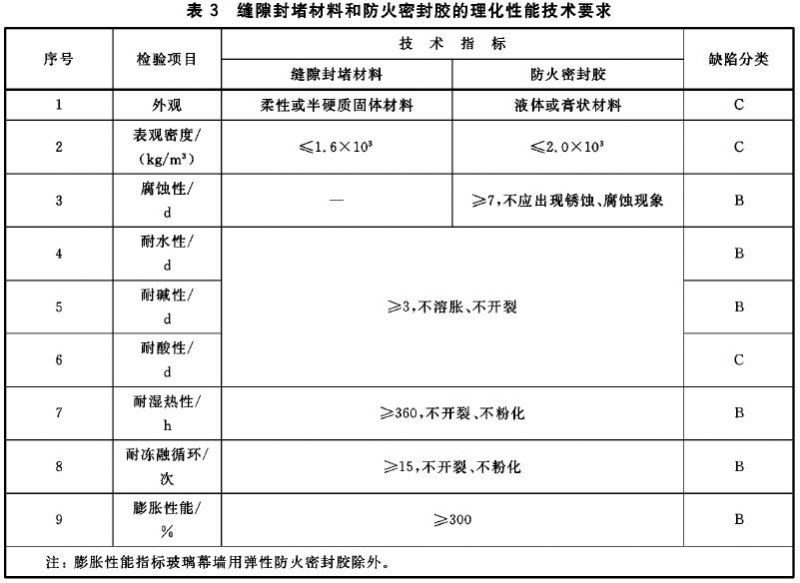 表 3 缝隙封堵材料和防火密封胶的理化性能技术要求
序号 检验项目 技 术 指 标 缺陷分类
缝隙封堵材料 防火密封胶
1 外观 柔性或半硬质固体材料 液体或膏状材料 C
2 表观密度/
(kg/m³) ≤1.6×10³ ≤2.0×10³ C
3 腐蚀性/
d — ≥7,不应出现锈蚀、腐蚀现象 B
4 耐水性/
d ≥3,不溶胀、不开裂 B
5 耐碱性/
d B
6 耐酸性/
d C
7 耐湿热性/
h ≥360,不开裂、不粉化 B
8 耐冻融循环/
次 ≥15,不开裂、不粉化 B
9 膨胀性能/
% ≥300 B
注: 膨胀性能指标玻璃幕墙用弹性防火密封胶除外。